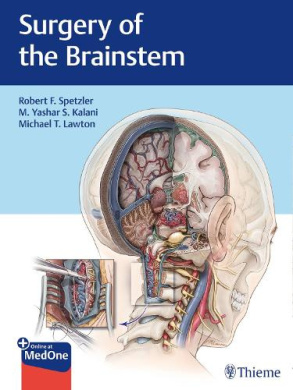 Surgery of
the Brainstem
Robert F. Spetzler
M. Yashar S. Kalani
Michael T. Lawton
Online at
MedOne
Thieme